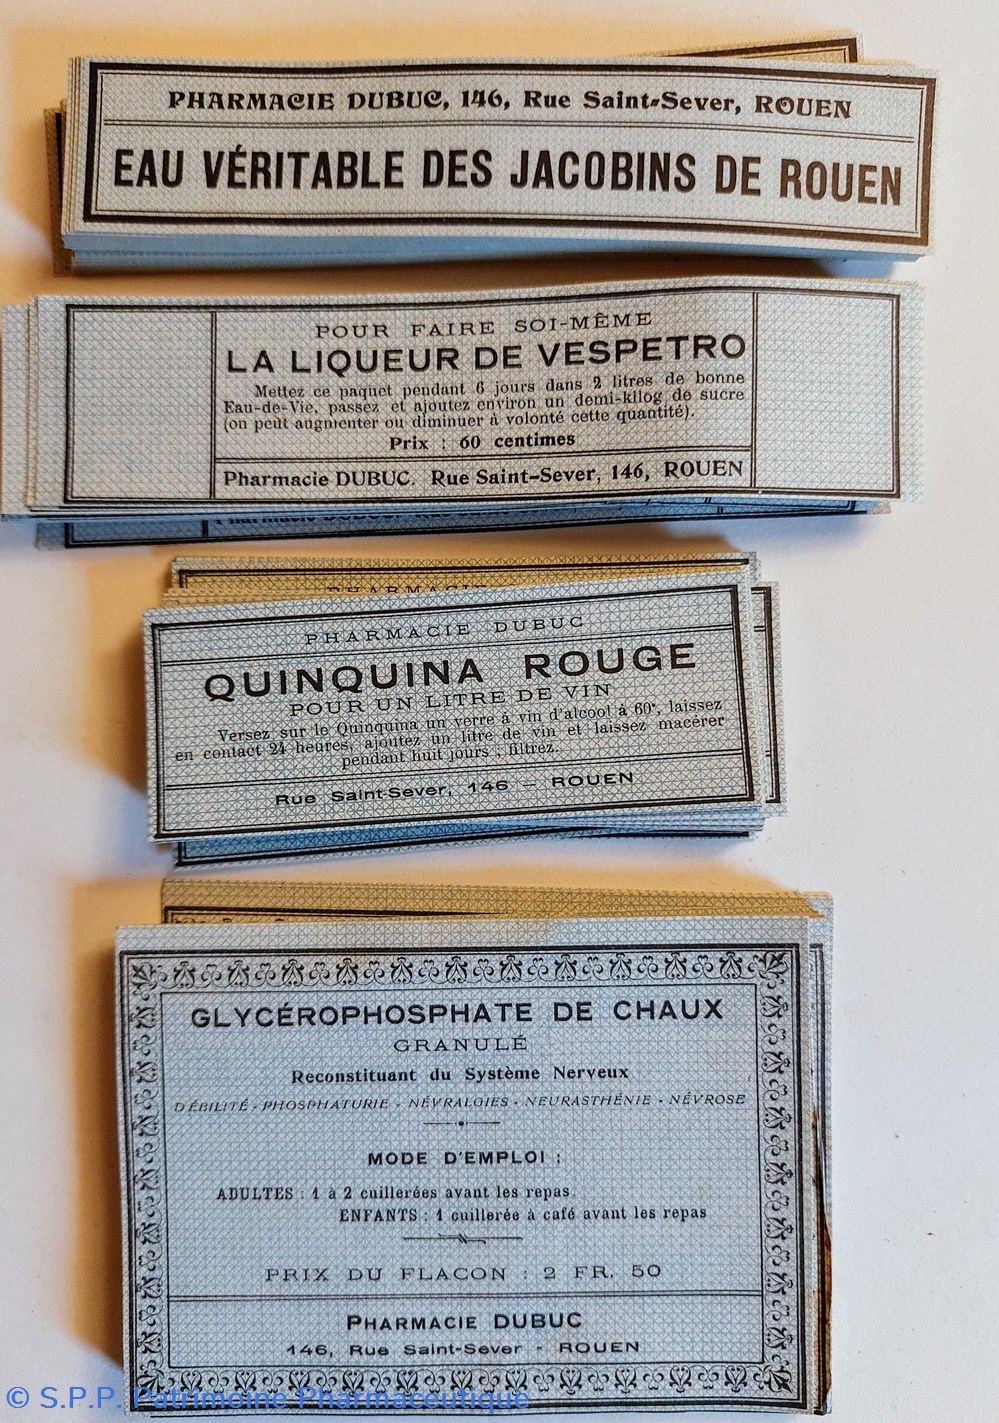 PHARMACIE DUBUC, 146, Rue Saint-Sever, ROUEN
EAU VÉRITABLE DES JACOBINS DE ROUEN
POUR FAIRE SOI-MÊME
LA LIQUEUR DE VESPETRO
Mettez ce paquet pendant 6 jours dans 2 litres de bonne
Eau-de-Vie, passez et ajoutez environ un demi-kilog de sucre
(on peut augmenter ou diminuer à volonté cette quantité).
Prix : 60 centimes
Pharmacie DUBUC. Rue Saint-Sever, 146, ROUEN
Pharmacie DUBUC.
PHARMACIE
PHARMACIE DUBUC
QUINQUINA ROUGE
POUR UN LITRE DE VIN
Versez sur le Quinquina un verre à vin d'alcool à 60°, laissez
en contact 24 heures, ajoutez un litre de vin et laissez macérer
pendant huit jours ; filtrez.
Rue Saint-Sever, 146 — ROUEN
GLYCÉROPHOSPHATE DE CHAUX
GRANULÉ
Reconstituant du Système Nerveux
DÉBILITÉ - PHOSPHATURIE - NÉVRALGIES - NEURASTHÉNIE - NÉVROSE
MODE D'EMPLOI :
ADULTES : 1 à 2 cuillerées avant les repas.
ENFANTS : 1 cuillerée à café avant les repas
PRIX DU FLACON : 2 FR. 50
PHARMACIE DUBUC
146, Rue Saint-Sever - ROUEN
© S.P.P. Patrimoine Pharmaceutique